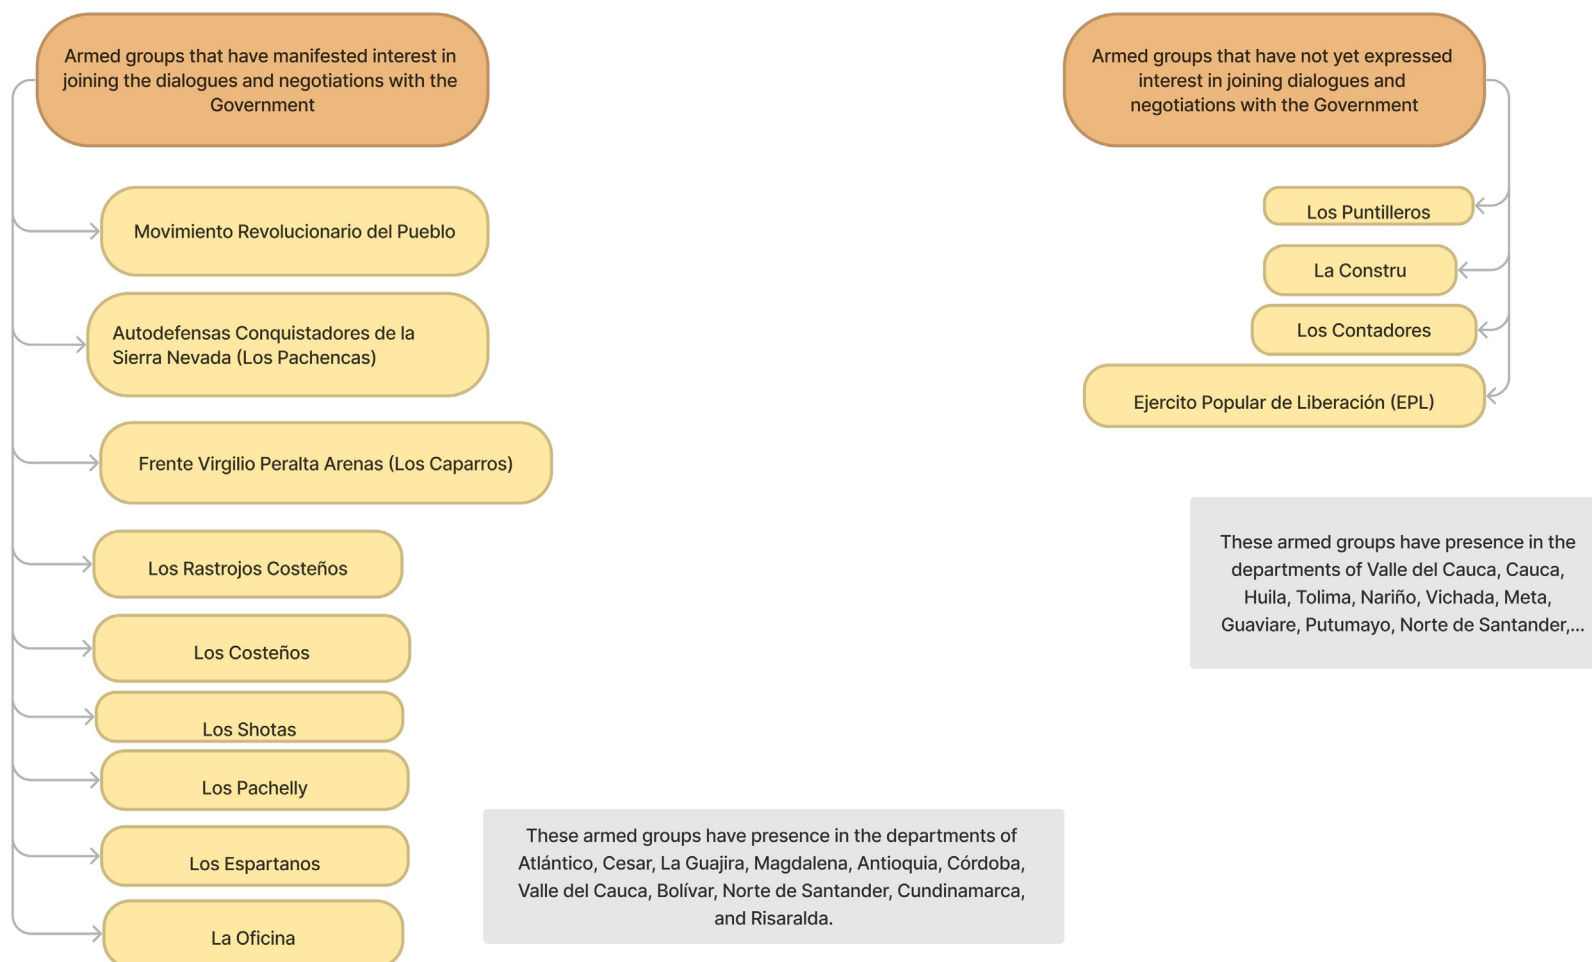 Armed groups that have manifested interest in
joining the dialogues and negotiations with the
Government
Movimiento Revolucionario del Pueblo
Autodefensas Conquistadores de la
Sierra Nevada (Los Pachencas)
Frente Virgilio Peralta Arenas (Los Caparros)
Los Rastrojos Costeños
Los Costeños
Los Shotas
Los Pachelly
Los Espartanos
La Oficina
These armed groups have presence in the departments of
Atlántico, Cesar, La Guajira, Magdalena, Antioquia, Córdoba,
Valle del Cauca, Bolívar, Norte de Santander, Cundinamarca,
and Risaralda.
Armed groups that have not yet expressed
interest in joining dialogues and
negotiations with the Government
Los Puntilleros
La Constru
Los Contadores
Ejercito Popular de Liberación (EPL)
These armed groups have presence in the
departments of Valle del Cauca, Cauca,
Huila, Tolima, Nariño, Vichada, Meta,
Guaviare, Putumayo, Norte de Santander,...